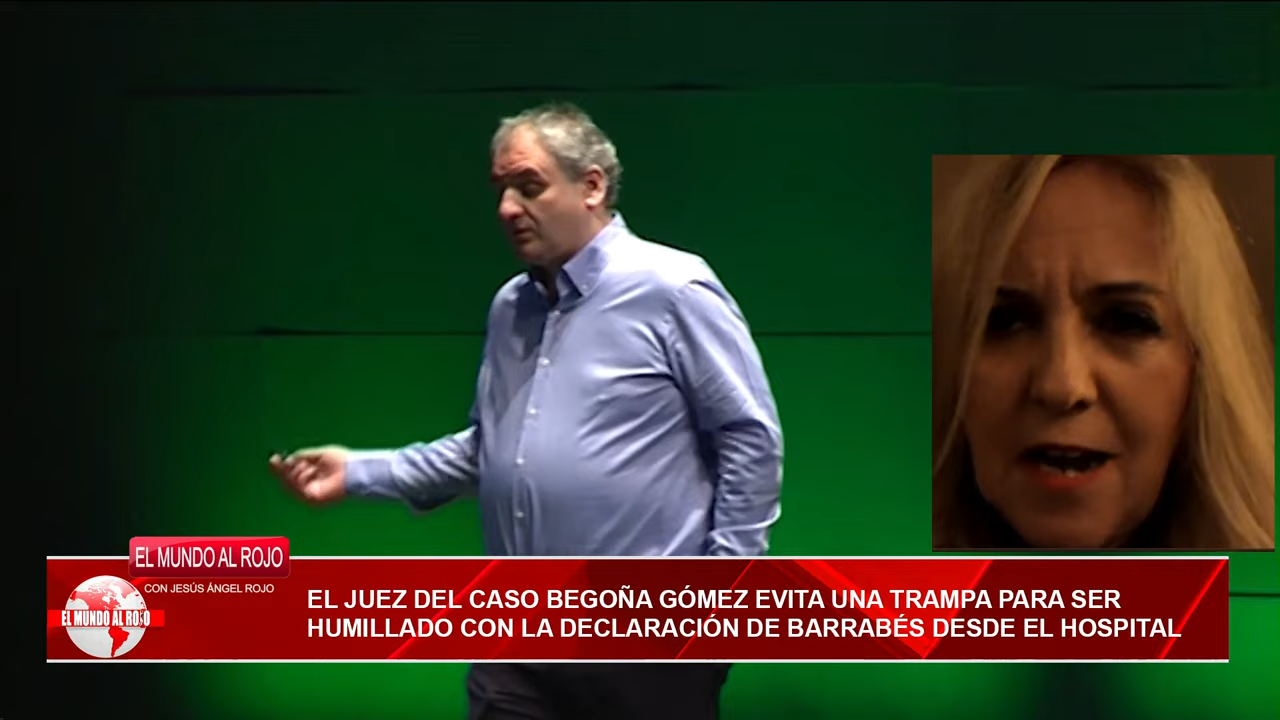 EL MUNDO AL ROJO
CON JESÚS ÁNGEL ROJO
EL MUNDO AL ROJO
EL JUEZ DEL CASO BEGOÑA GÓMEZ EVITA UNA TRAMPA PARA SER
HUMILLADO CON LA DECLARACIÓN DE BARRABÉS DESDE EL HOSPITAL